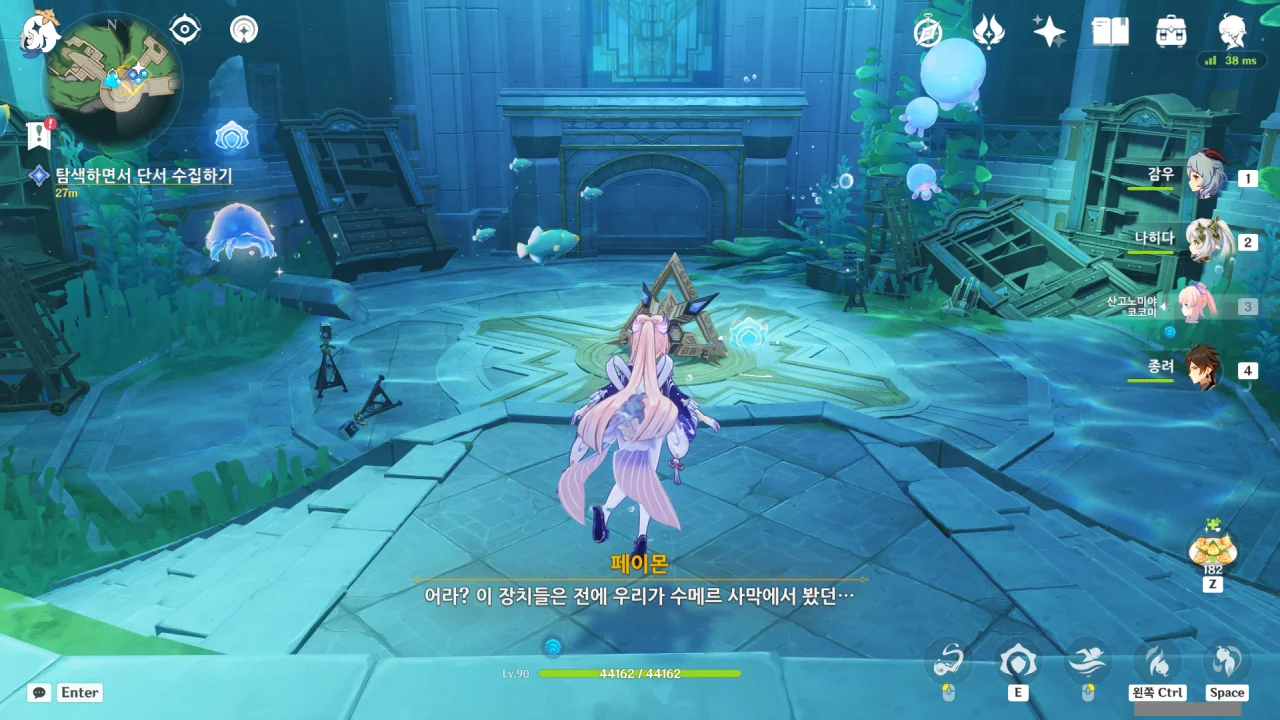 N
38 ms
탐색하면서 단서 수집하기
27m
감우
1
나히다
2
산고노미야
코코미
3
종려
4
182
Z
페이몬
어라? 이 장치들은 전에 우리가 수메르 사막에서 봤던…
Lv.90
44162 / 44162
Enter
E
왼쪽 Ctrl
Space